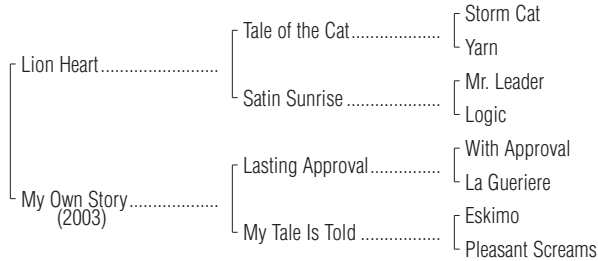 Storm Cat
Tale of the Cat....................
Yarn
Lion Heart..........................
Mr. Leader
Satin Sunrise.....................
Logic
With Approval
Lasting Approval...............
La Gueriere
My Own Story...................
(2003)
Eskimo
My Tale Is Told.................
Pleasant Screams